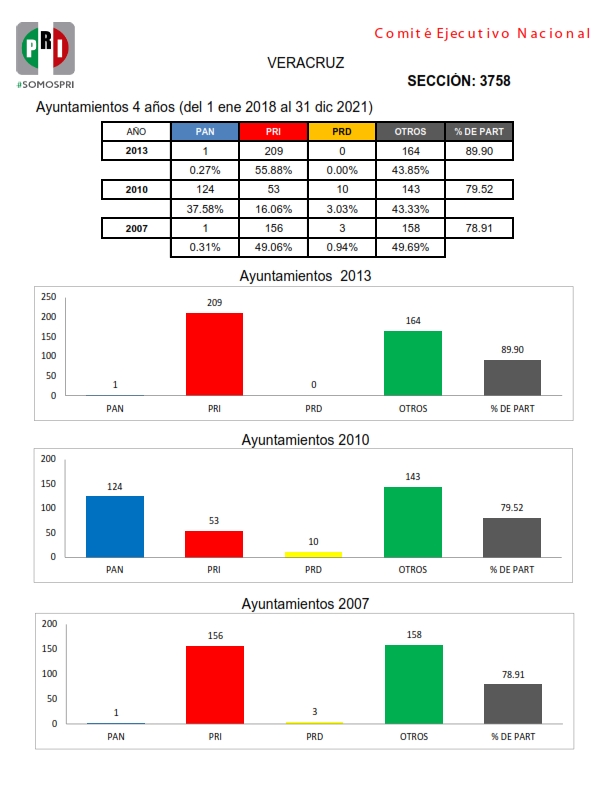 Comité Ejecutivo Nacional
PRI
#SOMOSPRI
VERACRUZ
SECCIÓN: 3758
Ayuntamientos 4 años (del 1 ene 2018 al 31 dic 2021)
AÑO PAN PRI PRD OTROS % DE PART
2013 1 209 0 164 89.90
0.27% 55.88% 0.00% 43.85%
2010 124 53 10 143 79.52
37.58% 16.06% 3.03% 43.33%
2007 1 156 3 158 78.91
0.31% 49.06% 0.94% 49.69%
Ayuntamientos 2013
250
200
150
100
50
0
1 209 0 164 89.90
PAN PRI PRD OTROS % DE PART
Ayuntamientos 2010
200
150
100
50
0
124 53 10 143 79.52
PAN PRI PRD OTROS % DE PART
Ayuntamientos 2007
200
150
100
50
0
1 156 3 158 78.91
PAN PRI PRD OTROS % DE PART